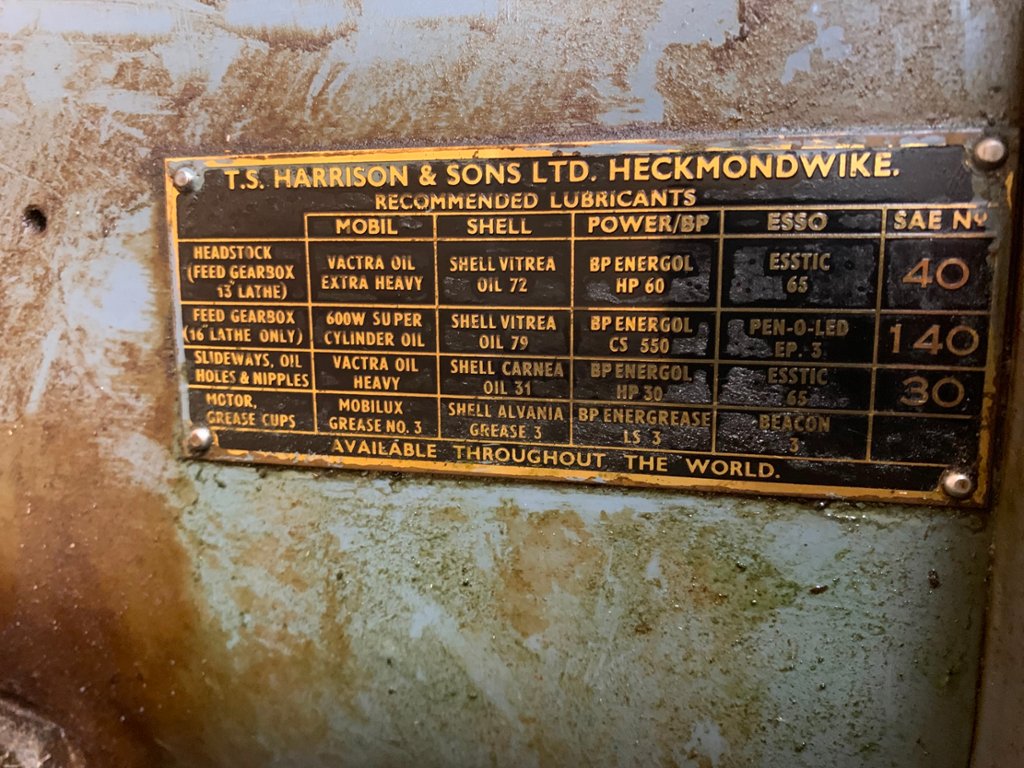 T.S. HARRISON & SONS LTD. HECKMONDWIKE.
RECOMMENDED LUBRICANTS
MOBIL SHELL POWER/BP ESSO SAE No
HEADSTOCK
(FEED GEARBOX
13" LATHE)
VACTRA OIL
EXTRA HEAVY
SHELL VITREA
OIL 72
BP ENERGOL
HP 60
ESSTIC
65
40
FEED GEARBOX
(16" LATHE ONLY)
600W SUPER
CYLINDER OIL
SHELL VITREA
OIL 79
BP ENERGOL
CS 550
PEN-O-LED
EP. 3
140
SLIDEWAYS, OIL
HOLES & NIPPLES
VACTRA OIL
HEAVY
SHELL CARNEA
OIL 31
BP ENERGOL
HP 30
ESSTIC
65
30
MOTOR,
GREASE CUPS
MOBILUX
GREASE NO. 3
SHELL ALVANIA
GREASE 3
BP ENERGREASE
LS 3
BEACON
3
AVAILABLE THROUGHOUT THE WORLD.